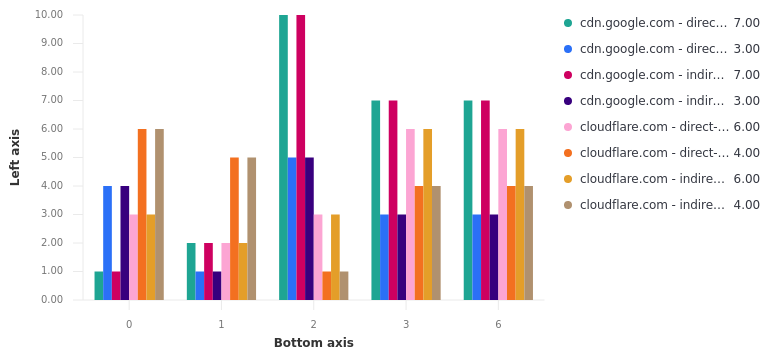 10.00
9.00
8.00
7.00
6.00
5.00
4.00
3.00
2.00
1.00
0.00
Left axis
0 1 2 3 6
Bottom axis
cdn.google.com - direc... 7.00
cdn.google.com - direc... 3.00
cdn.google.com - indir... 7.00
cdn.google.com - indir... 3.00
cloudflare.com - direct-... 6.00
cloudflare.com - direct-... 4.00
cloudflare.com - indire... 6.00
cloudflare.com - indire... 4.00